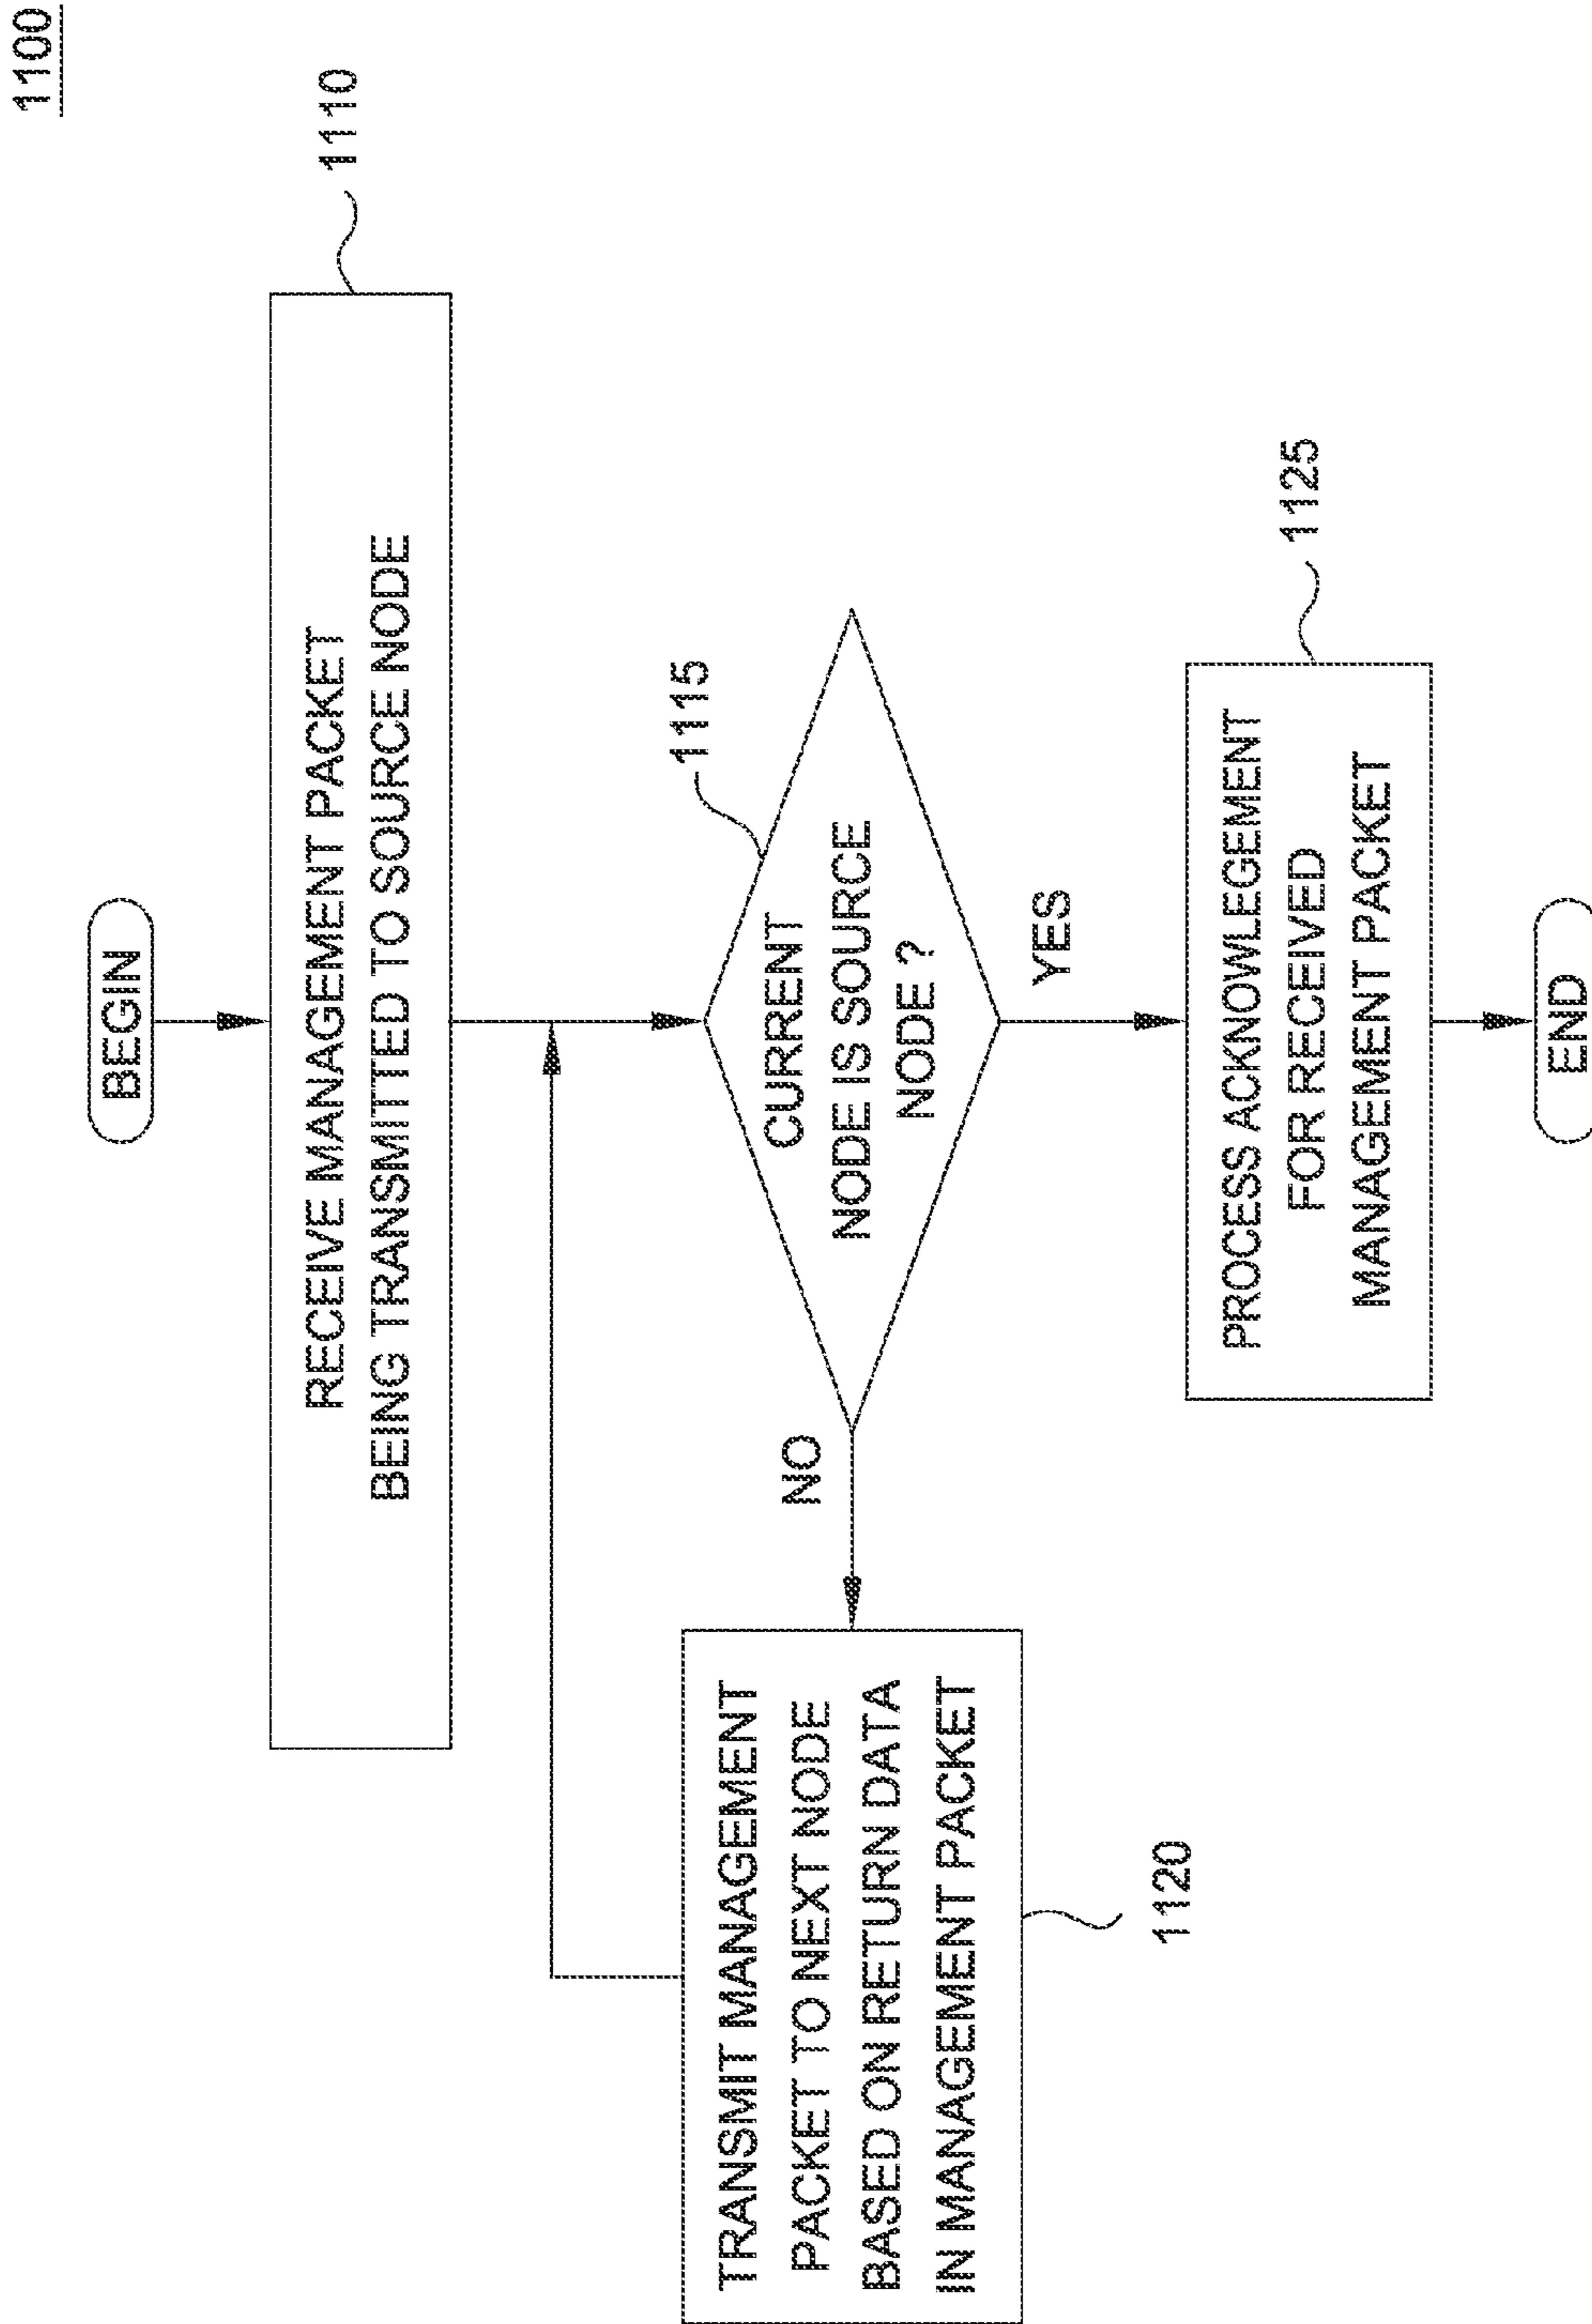 1100
BEGIN
RECEIVE MANAGEMENT PACKET
BEING TRANSMITTED TO SOURCE NODE
1110
CURRENT
NODE IS SOURCE
NODE ?
1115
NO
TRANSMIT MANAGEMENT
PACKET TO NEXT NODE
BASED ON RETURN DATA
IN MANAGEMENT PACKET
1120
YES
PROCESS ACKNOWLEGEMENT
FOR RECEIVED
MANAGEMENT PACKET
1125
END